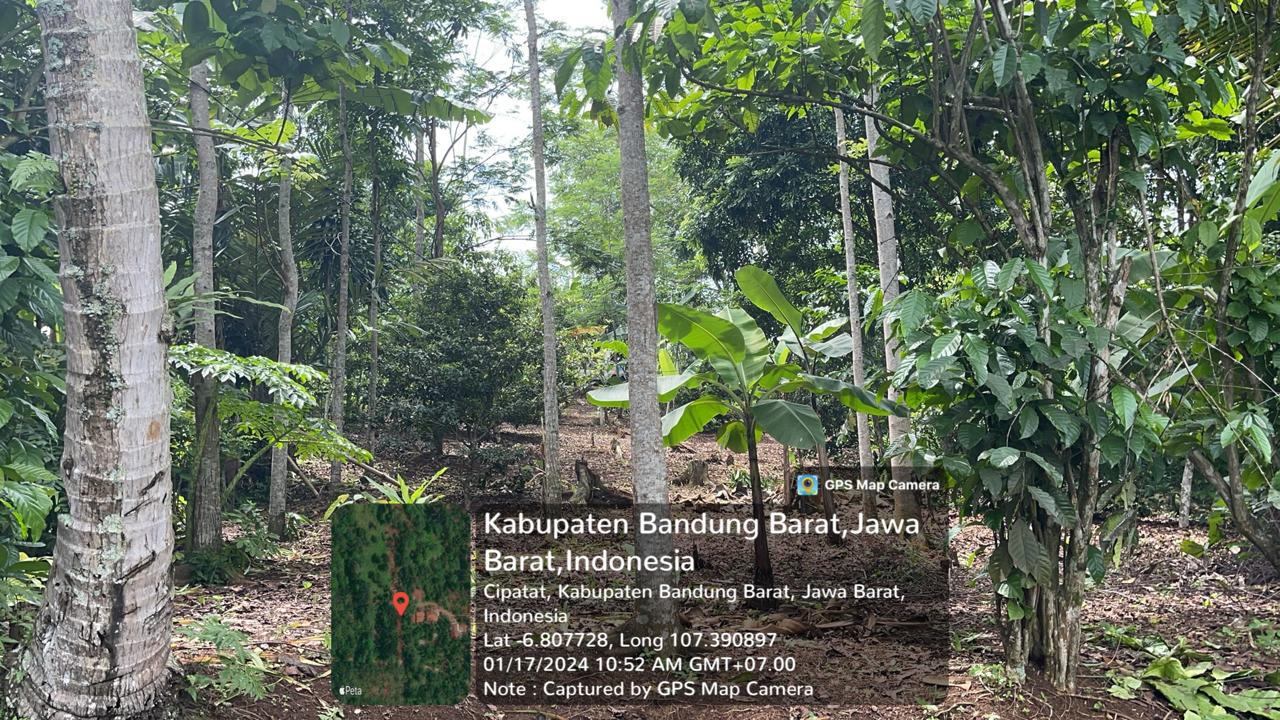 GPS Map Camera
Kabupaten Bandung Barat,Jawa
Barat,Indonesia
Cipatat, Kabupaten Bandung Barat, Jawa Barat,
Indonesia
Lat -6.807728, Long 107.390897
01/17/2024 10:52 AM GMT+07.00
Note : Captured by GPS Map Camera
Peta